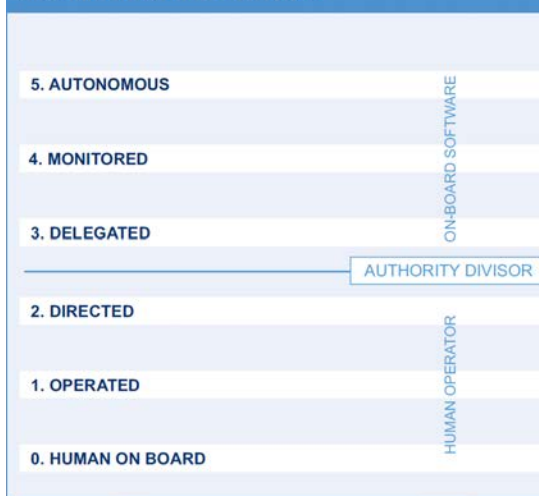 5. AUTONOMOUS
4. MONITORED
3. DELEGATED
ON-BOARD SOFTWARE
AUTHORITY DIVISOR
2. DIRECTED
1. OPERATED
0. HUMAN ON BOARD
HUMAN OPERATOR